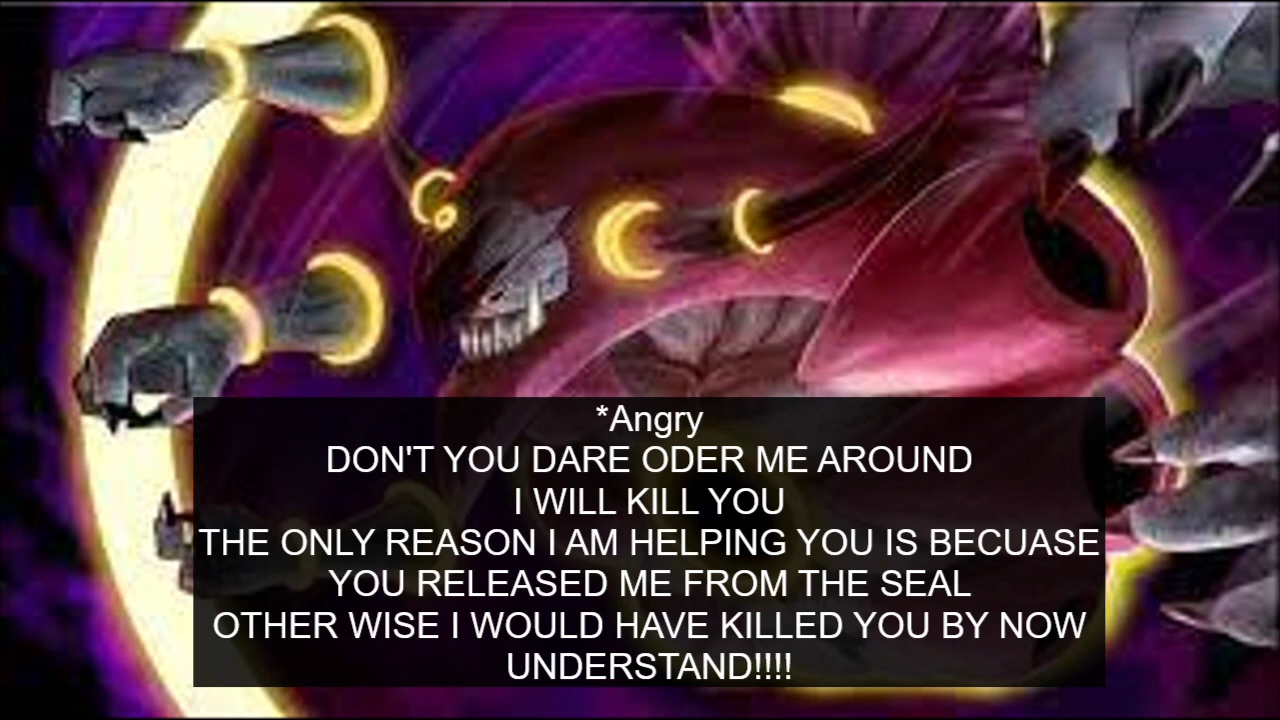 *Angry
DON'T YOU DARE ODER ME AROUND
I WILL KILL YOU
THE ONLY REASON I AM HELPING YOU IS BECUASE
YOU RELEASED ME FROM THE SEAL
OTHER WISE I WOULD HAVE KILLED YOU BY NOW
UNDERSTAND!!!!